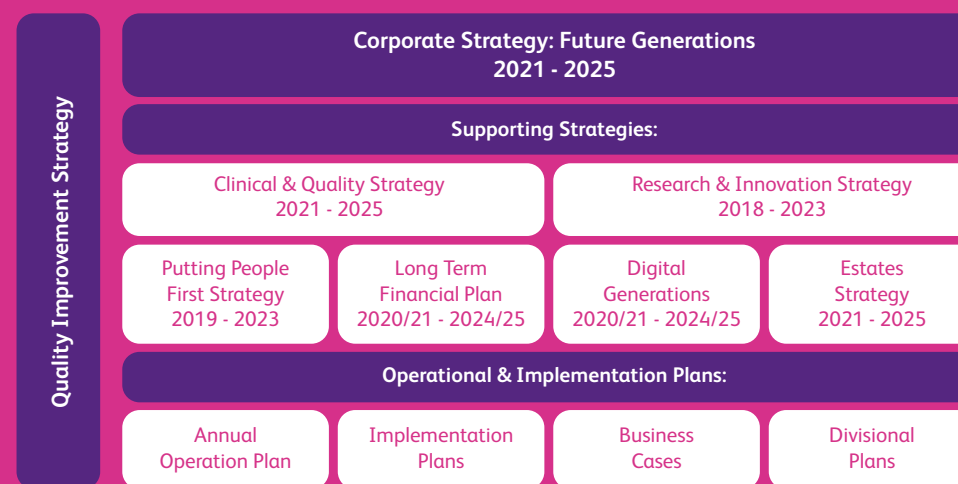 Quality Improvement Strategy
Corporate Strategy: Future Generations
2021 - 2025
Supporting Strategies:
Clinical & Quality Strategy
2021 - 2025
Research & Innovation Strategy
2018 - 2023
Putting People
First Strategy
2019 - 2023
Long Term
Financial Plan
2020/21 - 2024/25
Digital
Generations
2020/21 - 2024/25
Estates
Strategy
2021 - 2025
Operational & Implementation Plans:
Annual
Operation Plan
Implementation
Plans
Business
Cases
Divisional
Plans